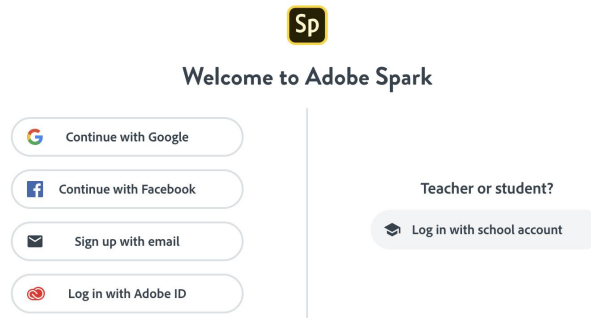 Sp
Welcome to Adobe Spark
Continue with Google
Continue with Facebook
Sign up with email
Log in with Adobe ID
Teacher or student?
Log in with school account